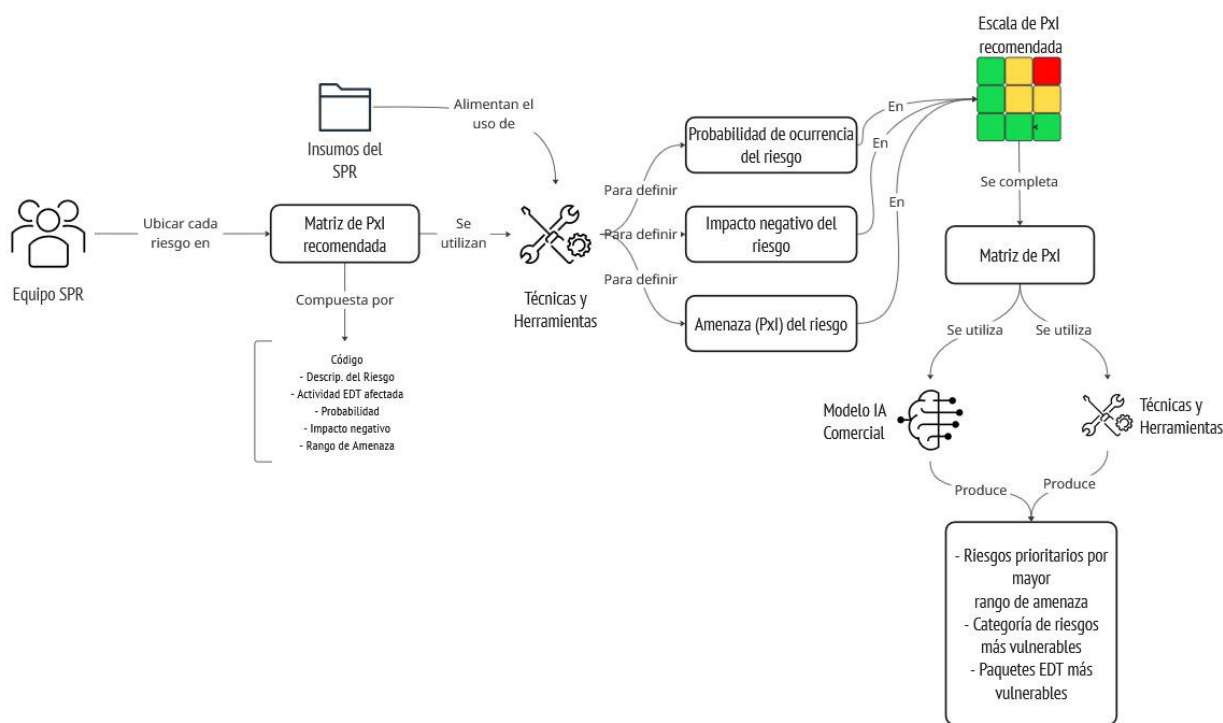 Escala de PxI
recomendada
Alimentan el
uso de
Insumos del
SPR
En
Probabilidad de ocurrencia
del riesgo
En
Se completa
Para definir
Ubicar cada
riesgo en
Matriz de PxI
recomendada
Se
utilizan
Para definir
Impacto negativo del
riesgo
En
Matriz de PxI
Equipo SPR
Técnicas y
Herramientas
Para definir
Amenaza (PxI) del riesgo
Compuesta por
Código
- Descrip. del Riesgo
- Actividad EDT afectada
- Probabilidad
- Impacto negativo
- Rango de Amenaza
Se utiliza
Se utiliza
Modelo IA
Comercial
Técnicas y
Herramientas
Produce
Produce
- Riesgos prioritarios por
mayor
rango de amenaza
- Categoría de riesgos
más vulnerables
- Paquetes EDT más
vulnerables